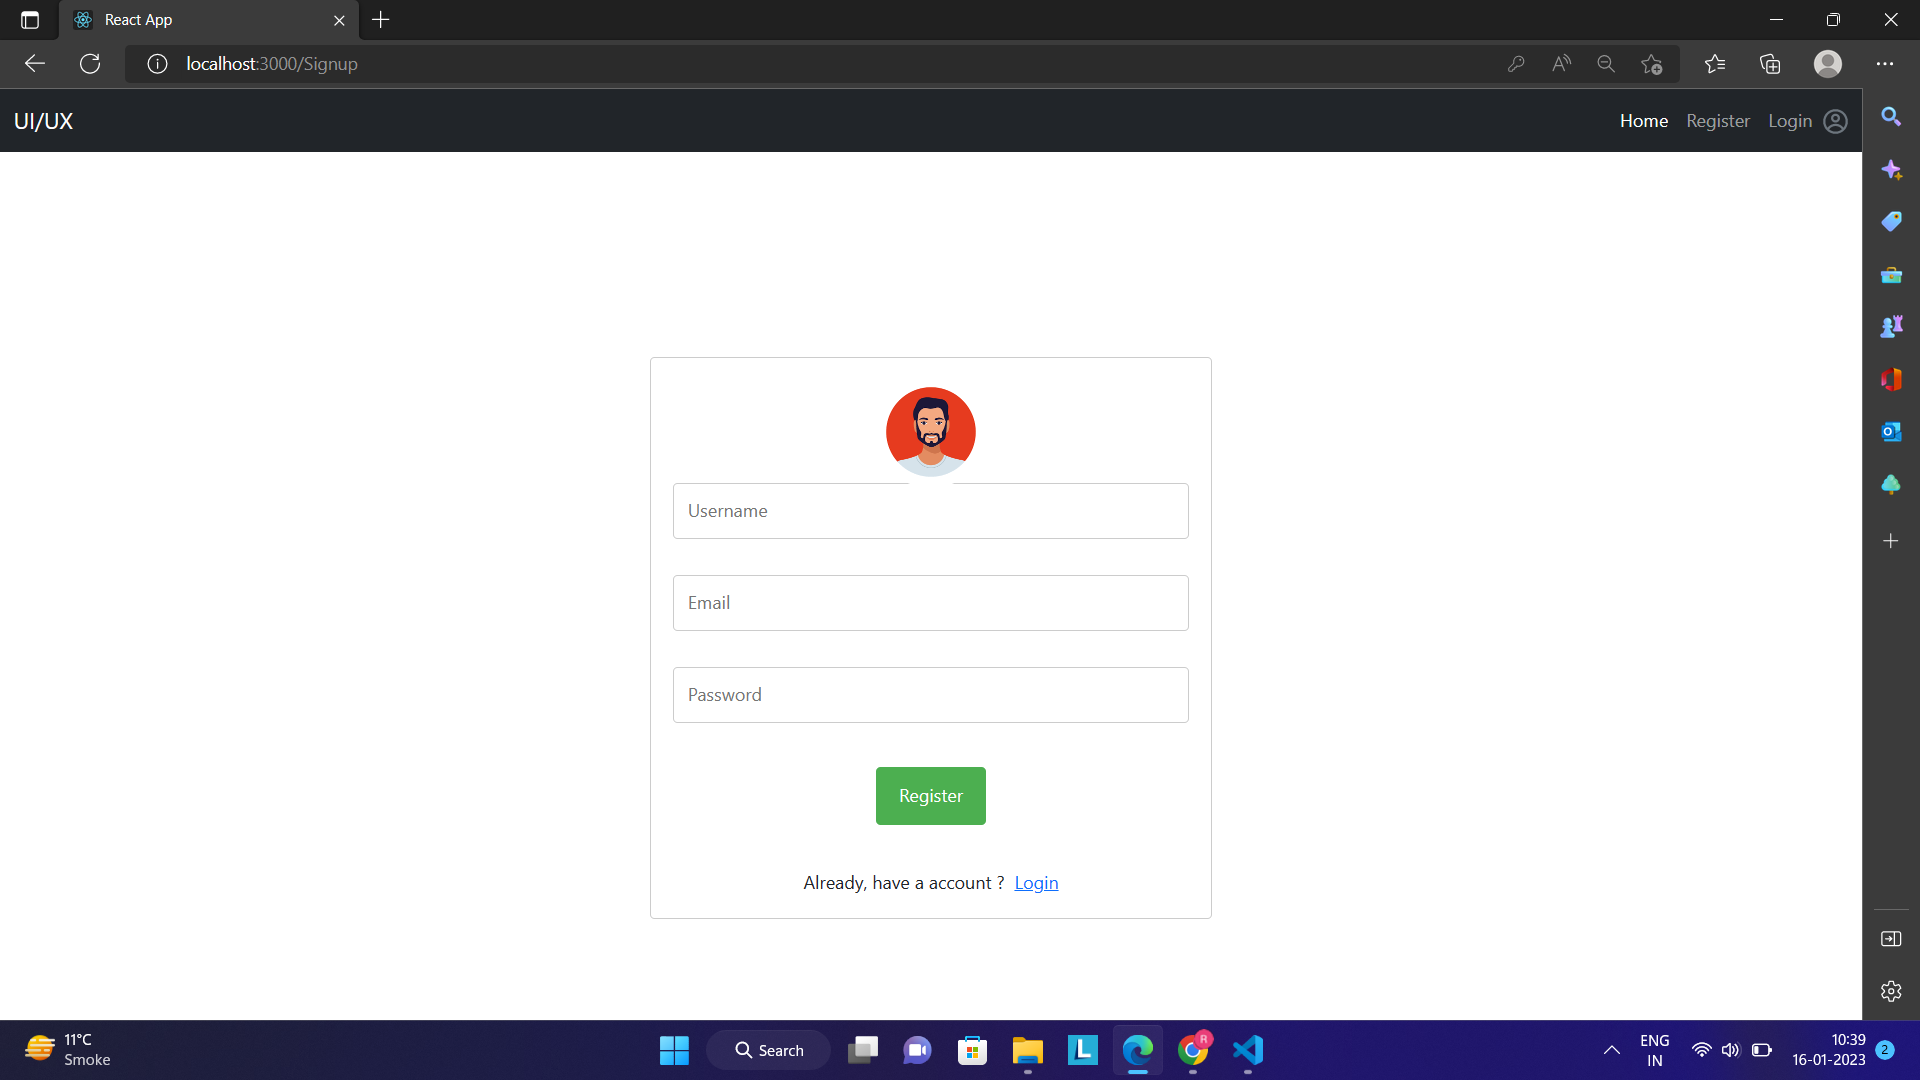 React App
localhost:3000/Signup
UI/UX
Home Register Login
Username
Email
Password
Register
Already, have a account ? Login
11°C
Smoke
Search
L
R
ENG
IN
10:39
16-01-2023
2